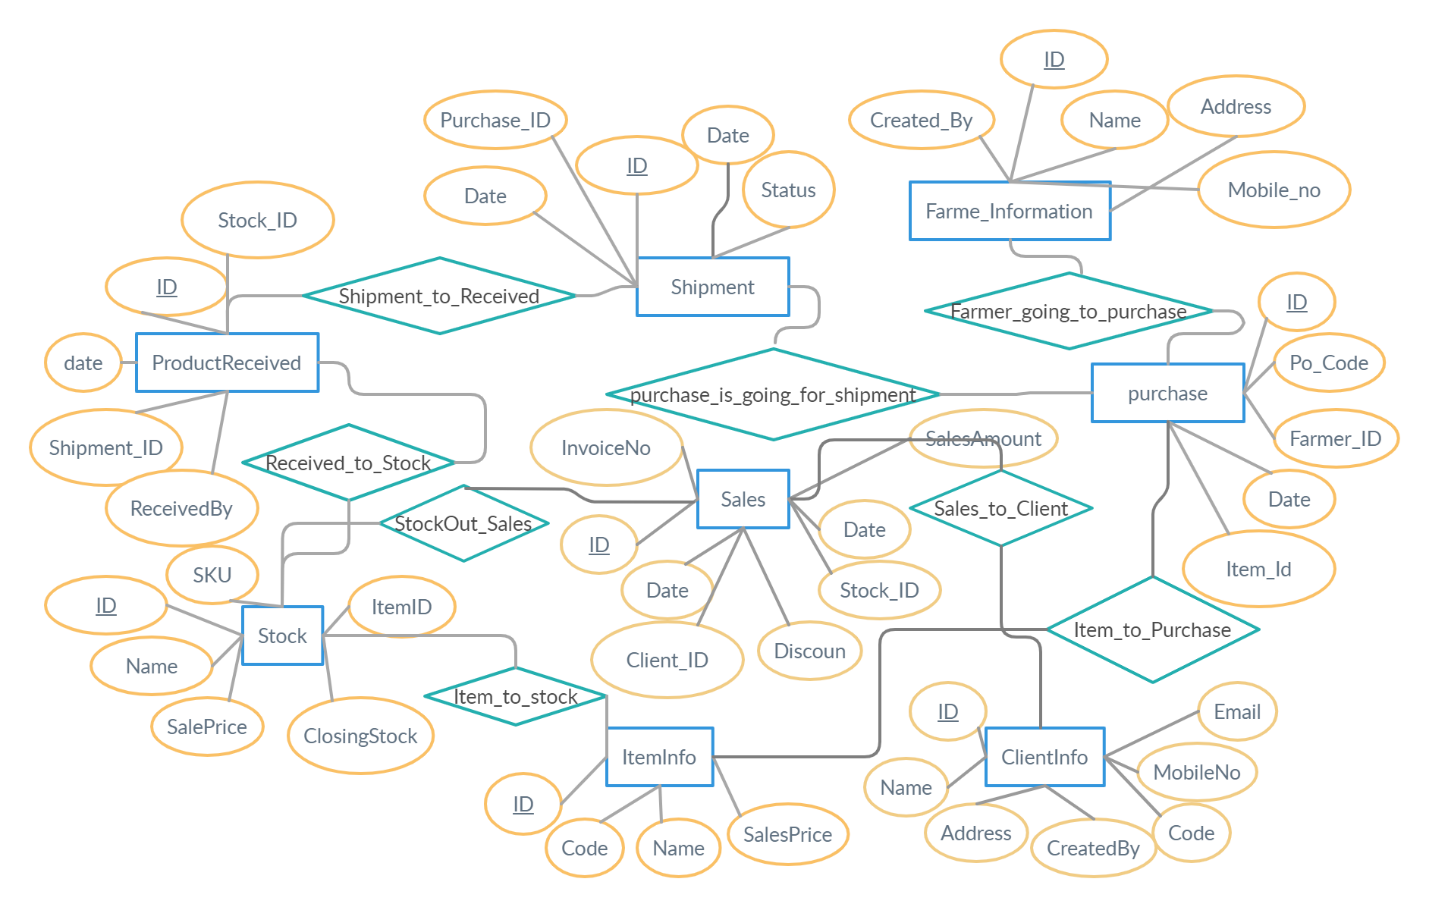 ID
Purchase_ID
Created_By
Name
Address
Date
ID
Status
Date
Mobile_no
Farme_Information
Stock_ID
ID
Shipment_to_Received
Shipment
Farmer_going_to_purchase
ID
date
ProductReceived
Po_Code
purchase_is_going_for_shipment
purchase
Shipment_ID
Received_to_Stock
InvoiceNo
SalesAmount
Farmer_ID
ReceivedBy
StockOut_Sales
Sales
Sales_to_Client
Date
ID
Date
SKU
Item_Id
ID
ItemID
Date
Stock_ID
Stock
Item_to_Purchase
Name
Client_ID
Discoun
Item_to_stock
SalePrice
ClosingStock
ID
Email
ItemInfo
ClientInfo
MobileNo
Name
ID
Code
Name
SalesPrice
Address
CreatedBy
Code